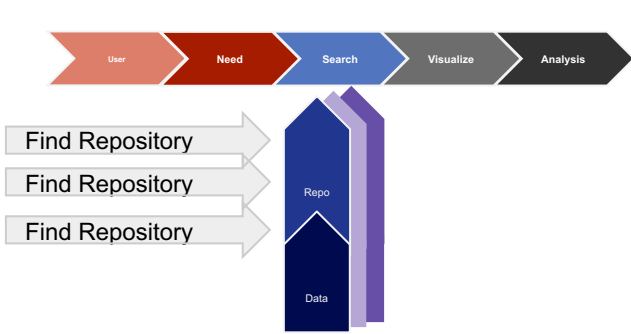 User
Need
Search
Visualize
Analysis
Find Repository
Find Repository
Find Repository
Repo
Data